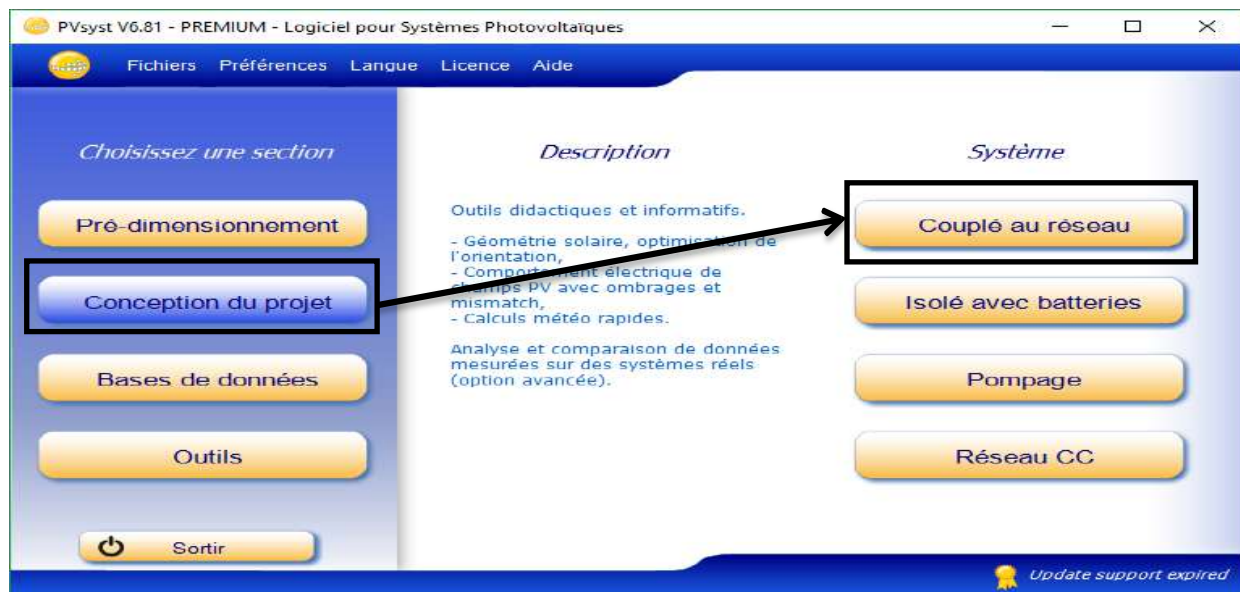 PVsyst V6.81 - PREMIUM - Logiciel pour Systèmes Photovoltaïques
Fichiers Préférences Langue Licence Aide
Choisissez une section
Pré-dimensionnement
Conception du projet
Bases de données
Outils
Sortir
Description
Outils didactiques et informatifs.
- Géométrie solaire, optimisation de
l'orientation,
- Comportement électrique de
champs PV avec ombrages et
mismatch,
- Calculs météo rapides.
Analyse et comparaison de données
mesurées sur des systèmes réels
(option avancée).
Système
Couplé au réseau
Isolé avec batteries
Pompage
Réseau CC
Update support expired